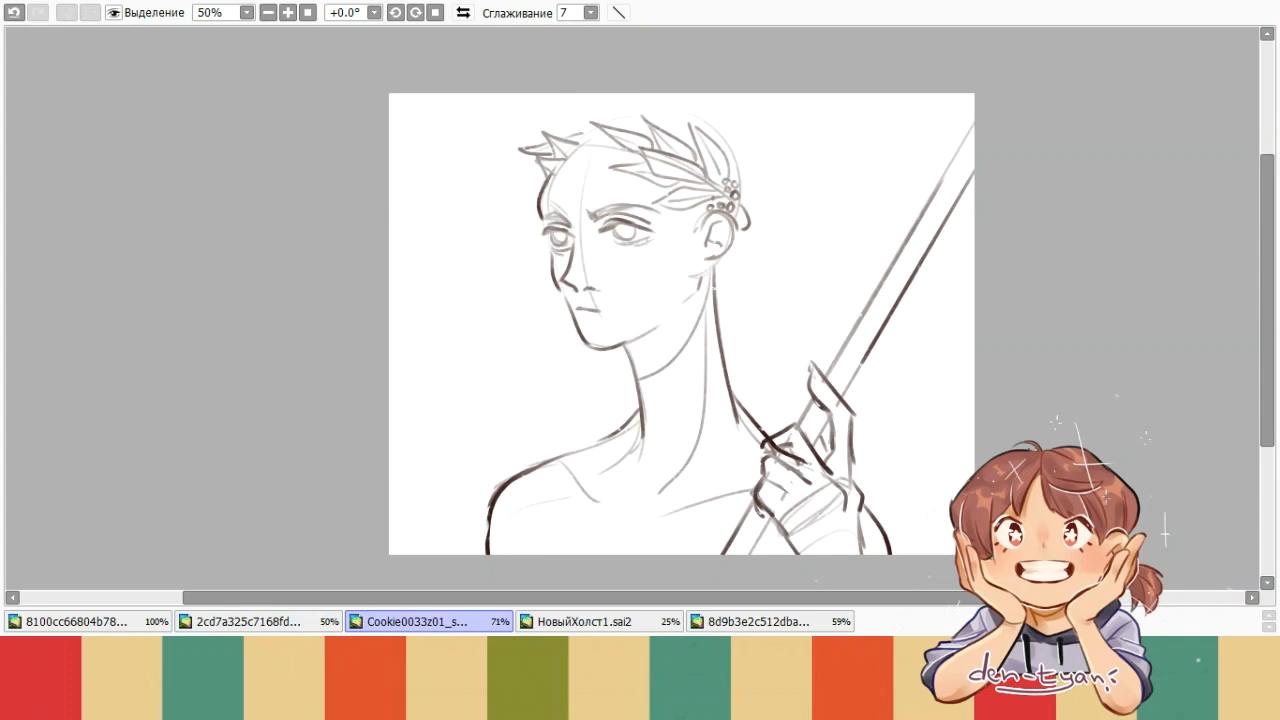 Выделение 50% +0.0° Сглаживание 7
8100cc66804b78... 100% 2cd7a325c7168fd... 50% Cookie0033z01_s... 71% НовыйХолст1.sai2 25% 8d9b3e2c512dba... 59%
den-tyan